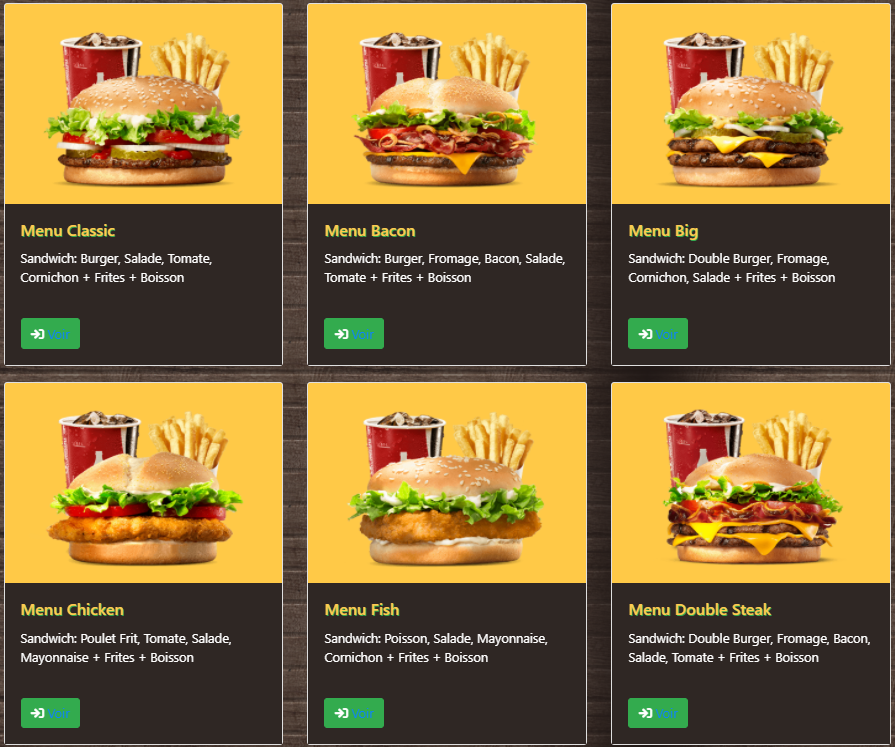 Menu Classic
Sandwich: Burger, Salade, Tomate,
Cornichon + Frites + Boisson
Voir
Menu Bacon
Sandwich: Burger, Fromage, Bacon, Salade,
Tomate + Frites + Boisson
Voir
Menu Big
Sandwich: Double Burger, Fromage,
Cornichon, Salade + Frites + Boisson
Voir
Menu Chicken
Sandwich: Poulet Frit, Tomate, Salade,
Mayonnaise + Frites + Boisson
Voir
Menu Fish
Sandwich: Poisson, Salade, Mayonnaise,
Cornichon + Frites + Boisson
Voir
Menu Double Steak
Sandwich: Double Burger, Fromage, Bacon,
Salade, Tomate + Frites + Boisson
Voir